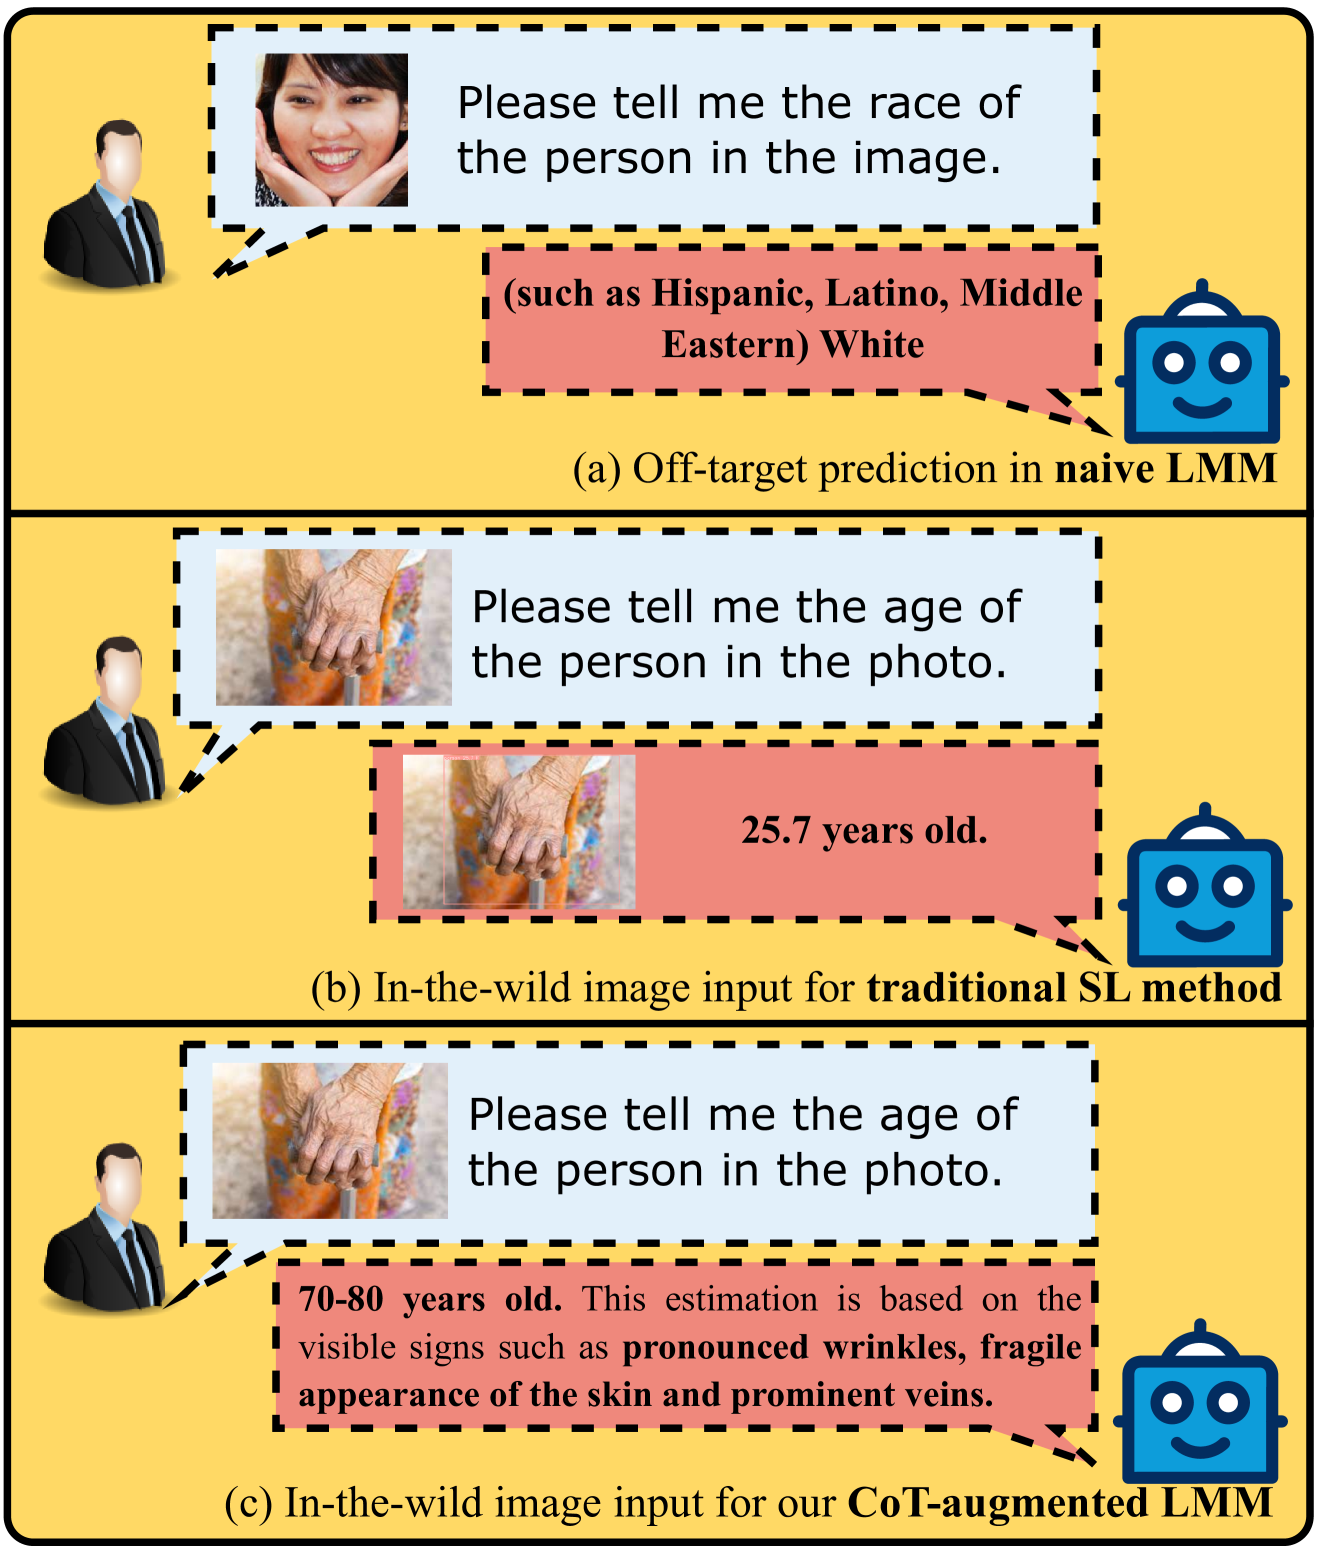 Please tell me the race of
the person in the image.
(such as Hispanic, Latino, Middle
Eastern) White
(a) Off-target prediction in naive LMM
Please tell me the age of
the person in the photo.
25.7 years old.
(b) In-the-wild image input for traditional SL method
Please tell me the age of
the person in the photo.
70-80 years old. This estimation is based on the
visible signs such as pronounced wrinkles, fragile
appearance of the skin and prominent veins.
(c) In-the-wild image input for our CoT-augmented LMM